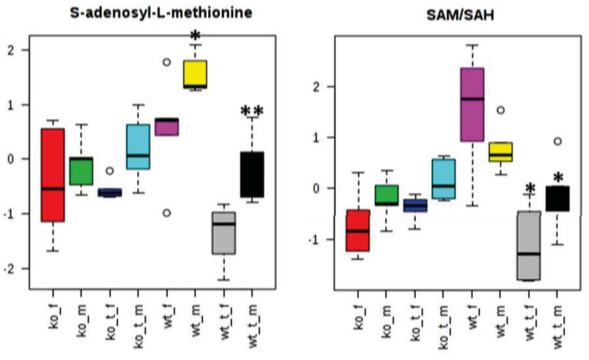 S-adenosyl-L-methionine
*
**
2
1
0
-1
-2
ko_f
ko_m
ko_t_f
ko_t_m
wt_f
wt_m
wt_t_f
wt_t_m
SAM/SAH
*
*
2
1
0
-1
ko_f
ko_m
ko_t_f
ko_t_m
wt_f
wt_m
wt_t_f
wt_t_m